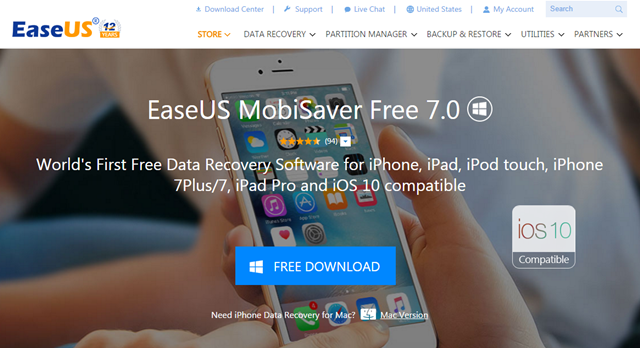 Download Center | Support | Live Chat | United States | My Account
Search
EaseUS® 12 YEARS
STORE DATA RECOVERY PARTITION MANAGER BACKUP & RESTORE UTILITIES PARTNERS
EaseUS MobiSaver Free 7.0
(94)
World's First Free Data Recovery Software for iPhone, iPad, iPod touch, iPhone
7Plus/7, iPad Pro and iOS 10 compatible
iOS 10
Compatible
FREE DOWNLOAD
Need iPhone Data Recovery for Mac? Mac Version